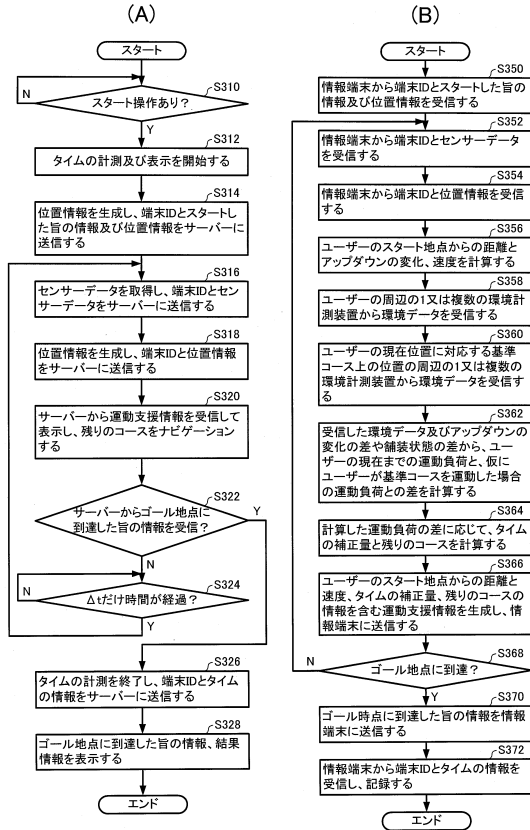 (A)
スタート
S310
スタート操作あり?
N
Y
S312
タイムの計測及び表示を開始する
S314
位置情報を生成し、端末IDとスタートし
た旨の情報及び位置情報をサーバーに
送信する
S316
センサーデータを取得し、端末IDとセン
サーデータをサーバーに送信する
S318
位置情報を生成し、端末IDと位置情報
をサーバーに送信する
S320
サーバーから運動支援情報を受信して
表示し、残りのコースをナビゲーション
する
S322
サーバーからゴール地点に
到達した旨の情報を受信?
Y
N
S324
N
Δtだけ時間が経過?
Y
S326
タイムの計測を終了し、端末IDとタイム
の情報をサーバーに送信する
S328
ゴール地点に到達した旨の情報、結果
情報を表示する
エンド
(B)
スタート
S350
情報端末から端末IDとスタートした旨の
情報及び位置情報を受信する
S352
情報端末から端末IDとセンサーデータ
を受信する
S354
情報端末から端末IDと位置情報を受信
する
S356
ユーザーのスタート地点からの距離と
アップダウンの変化、速度を計算する
S358
ユーザーの周辺の1又は複数の環境計
測装置から環境データを受信する
S360
ユーザーの現在位置に対応する基準
コース上の位置の周辺の1又は複数の
環境計測装置から環境データを受信す
る
S362
受信した環境データ及びアップダウンの
変化の差や舗装状態の差から、ユー
ザーの現在までの運動負荷と、仮に
ユーザーが基準コースを運動した場合
の運動負荷との差を計算する
S364
計算した運動負荷の差に応じて、タイム
の補正量と残りのコースを計算する
S366
ユーザーのスタート地点からの距離と
速度、タイムの補正量、残りのコースの
情報を含む運動支援情報を生成し、情
報端末に送信する
S368
N
ゴール地点に到達?
Y
S370
ゴール時点に到達した旨の情報を情報
端末に送信する
S372
情報端末から端末IDとタイムの情報を
受信し、記録する
エンド